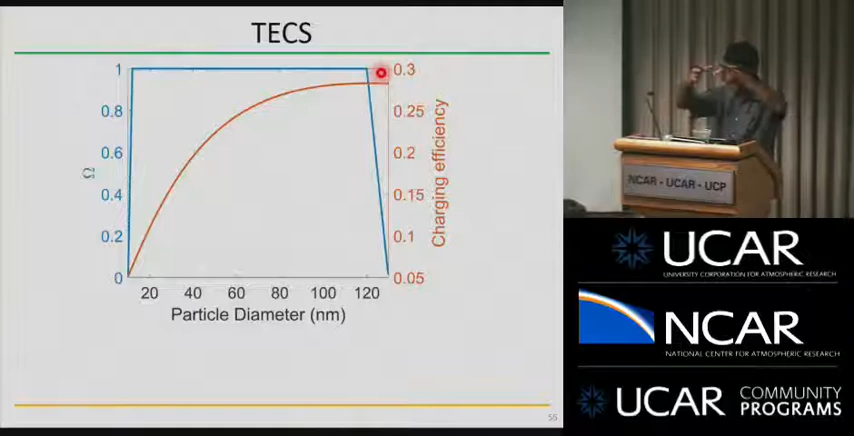 TECS
1
0.8
0.6
0.4
0.2
0
Ω
0.3
0.25
0.2
0.15
0.1
0.05
Charging efficiency
20 40 60 80 100 120
Particle Diameter (nm)
55
NCAR - UCAR - UCP
UCAR
UNIVERSITY CORPORATION FOR ATMOSPHERIC RESEARCH
NCAR
NATIONAL CENTER FOR ATMOSPHERIC RESEARCH
UCAR COMMUNITY PROGRAMS